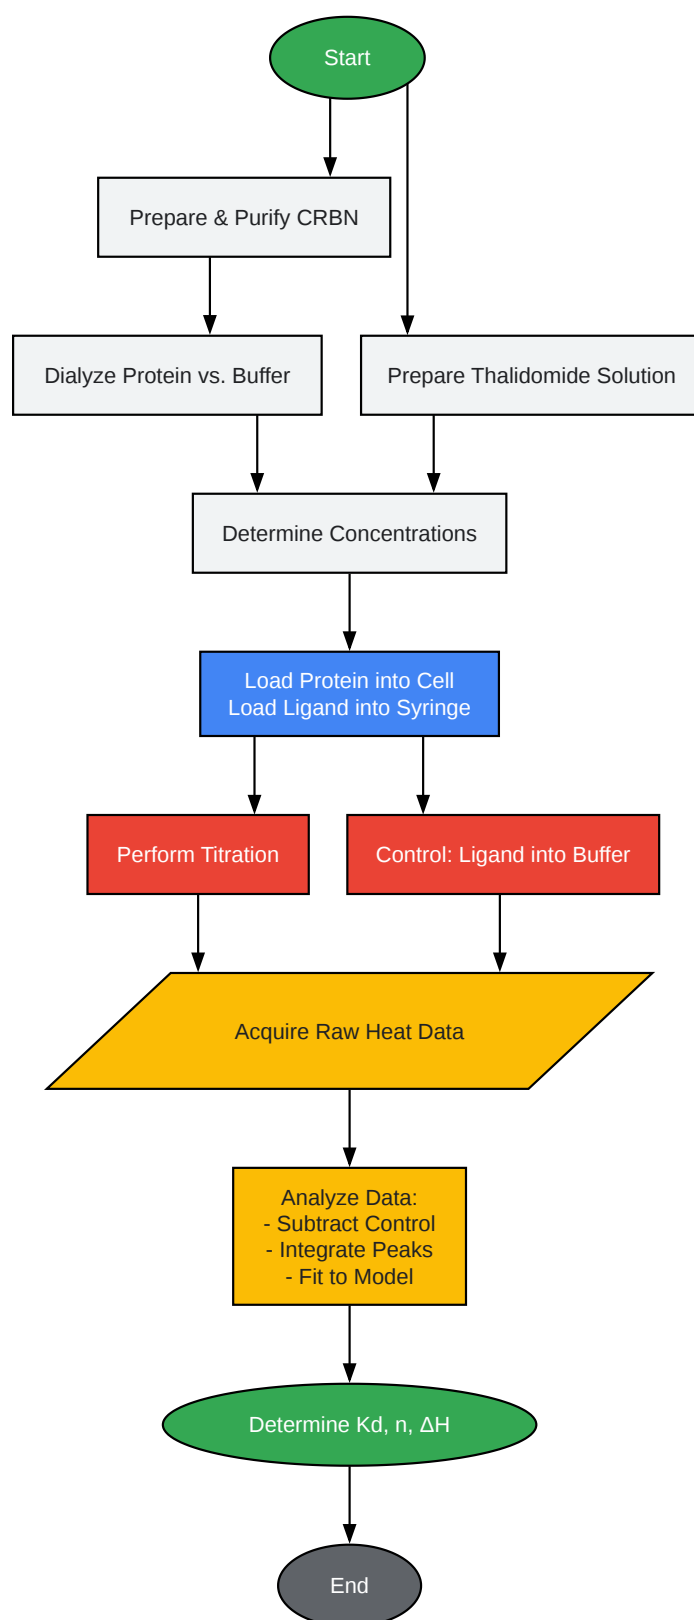 Start
Prepare & Purify CRBN
Dialyze Protein vs. Buffer
Prepare Thalidomide Solution
Determine Concentrations
Load Protein into Cell
Load Ligand into Syringe
Perform Titration
Control: Ligand into Buffer
Acquire Raw Heat Data
Analyze Data:
- Subtract Control
- Integrate Peaks
- Fit to Model
Determine Kd, n, ΔH
End